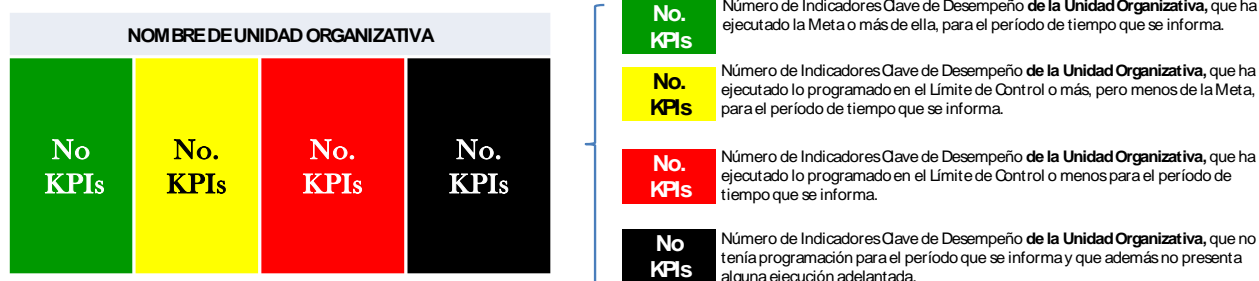 NOMBRE DE UNIDAD ORGANIZATIVA
No
KPIs
No.
KPIs
No.
KPIs
No.
KPIs
No.
KPIs
Número de Indicadores Clave de Desempeño de la Unidad Organizativa, que ha
ejecutado la Meta o más de ella, para el período de tiempo que se informa.
No.
KPIs
Número de Indicadores Clave de Desempeño de la Unidad Organizativa, que ha
ejecutado lo programado en el Límite de Control o más, pero menos de la Meta,
para el período de tiempo que se informa.
No.
KPIs
Número de Indicadores Clave de Desempeño de la Unidad Organizativa, que ha
ejecutado lo programado en el Límite de Control o menos para el período de
tiempo que se informa.
No
KPIs
Número de Indicadores Clave de Desempeño de la Unidad Organizativa, que no
tenía programación para el período que se informa y que además no presenta
alguna ejecución adelantada.